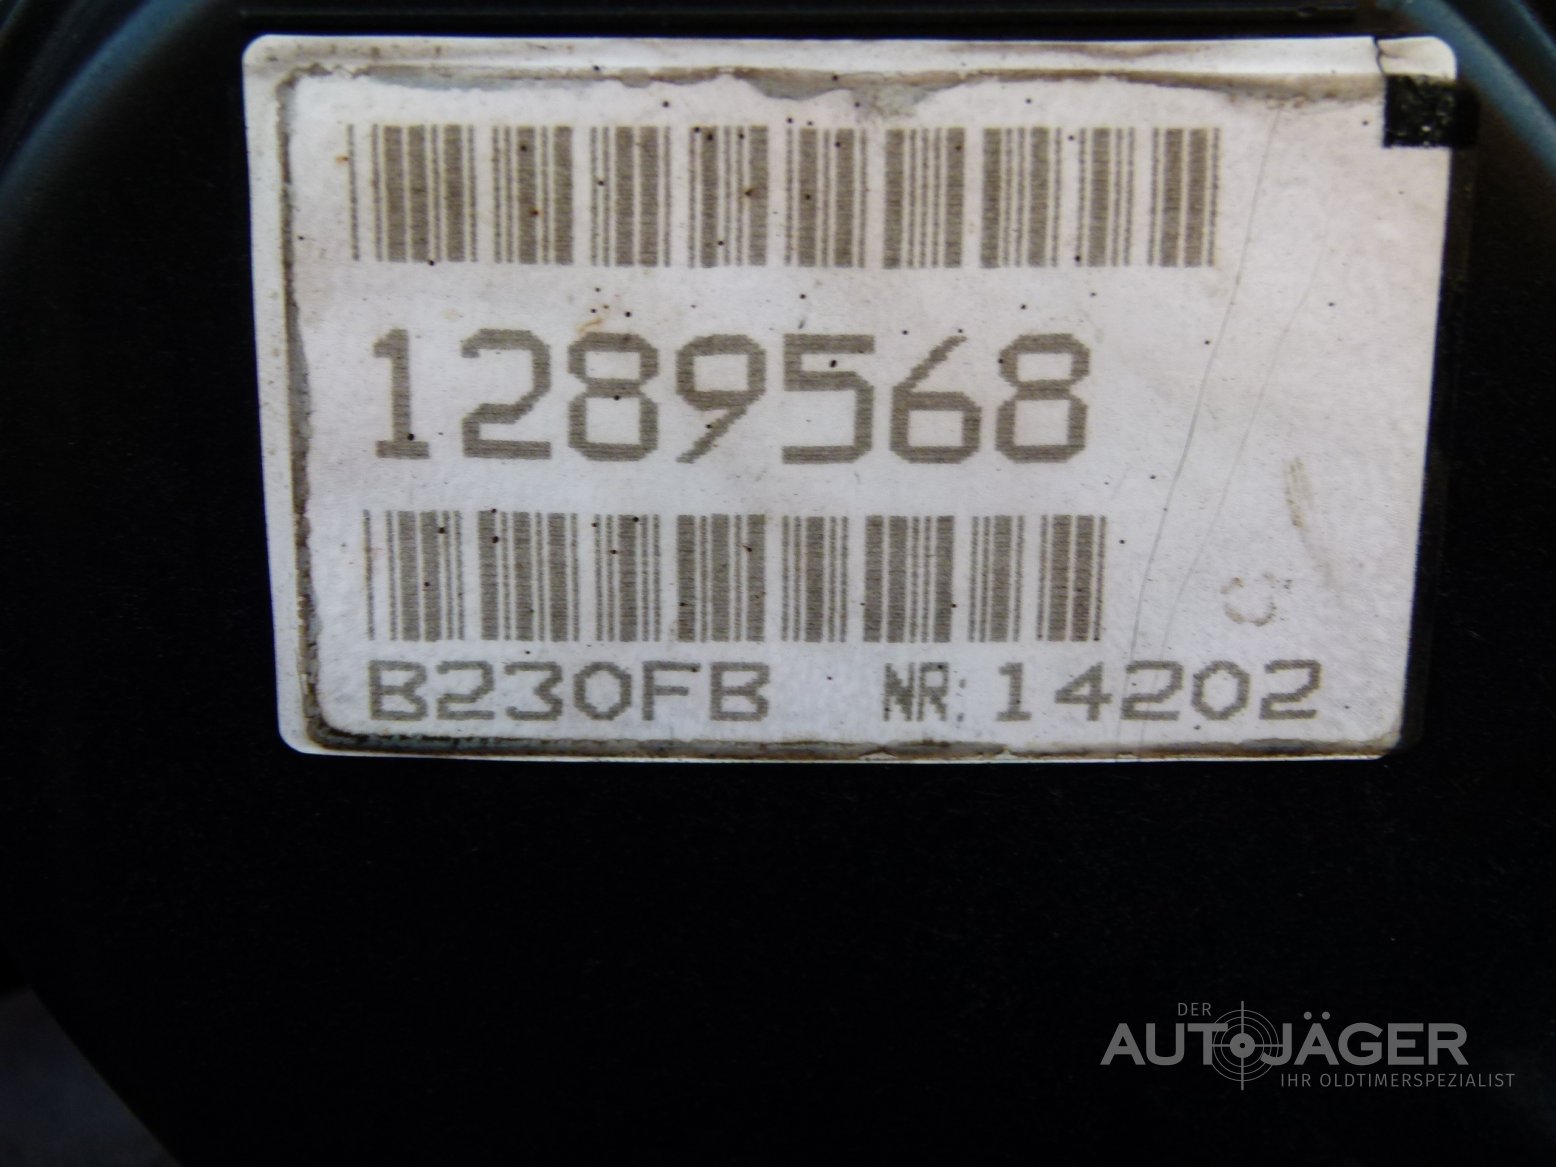 1289568
B230FB NR: 14202
DER
AUTOJÄGER
IHR OLDTIMERSPEZIALIST